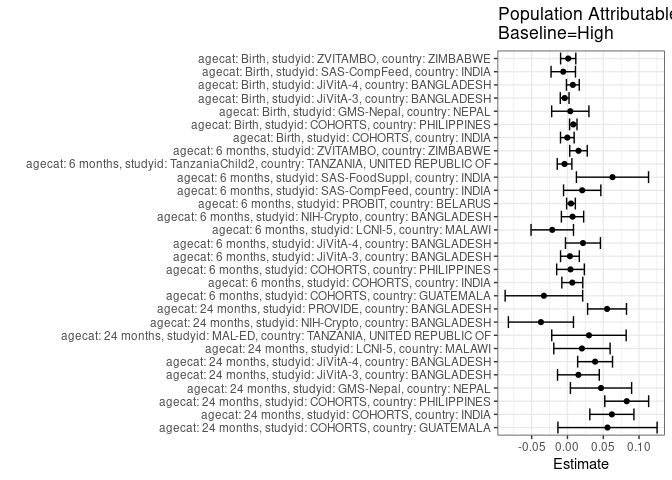 Population Attributable
Baseline=High
agecat: Birth, studyid: ZVITAMBO, country: ZIMBABWE
agecat: Birth, studyid: SAS-CompFeed, country: INDIA
agecat: Birth, studyid: JiVitA-4, country: BANGLADESH
agecat: Birth, studyid: JiVitA-3, country: BANGLADESH
agecat: Birth, studyid: GMS-Nepal, country: NEPAL
agecat: Birth, studyid: COHORTS, country: PHILIPPINES
agecat: Birth, studyid: COHORTS, country: INDIA
agecat: 6 months, studyid: ZVITAMBO, country: ZIMBABWE
agecat: 6 months, studyid: TanzaniaChild2, country: TANZANIA, UNITED REPUBLIC OF
agecat: 6 months, studyid: SAS-FoodSuppl, country: INDIA
agecat: 6 months, studyid: SAS-CompFeed, country: INDIA
agecat: 6 months, studyid: PROBIT, country: BELARUS
agecat: 6 months, studyid: NIH-Crypto, country: BANGLADESH
agecat: 6 months, studyid: LCNI-5, country: MALAWI
agecat: 6 months, studyid: JiVitA-4, country: BANGLADESH
agecat: 6 months, studyid: JiVitA-3, country: BANGLADESH
agecat: 6 months, studyid: COHORTS, country: PHILIPPINES
agecat: 6 months, studyid: COHORTS, country: INDIA
agecat: 6 months, studyid: COHORTS, country: GUATEMALA
agecat: 24 months, studyid: PROVIDE, country: BANGLADESH
agecat: 24 months, studyid: NIH-Crypto, country: BANGLADESH
agecat: 24 months, studyid: MAL-ED, country: TANZANIA, UNITED REPUBLIC OF
agecat: 24 months, studyid: LCNI-5, country: MALAWI
agecat: 24 months, studyid: JiVitA-4, country: BANGLADESH
agecat: 24 months, studyid: JiVitA-3, country: BANGLADESH
agecat: 24 months, studyid: GMS-Nepal, country: NEPAL
agecat: 24 months, studyid: COHORTS, country: PHILIPPINES
agecat: 24 months, studyid: COHORTS, country: INDIA
agecat: 24 months, studyid: COHORTS, country: GUATEMALA
-0.05 0.00 0.05 0.10
Estimate